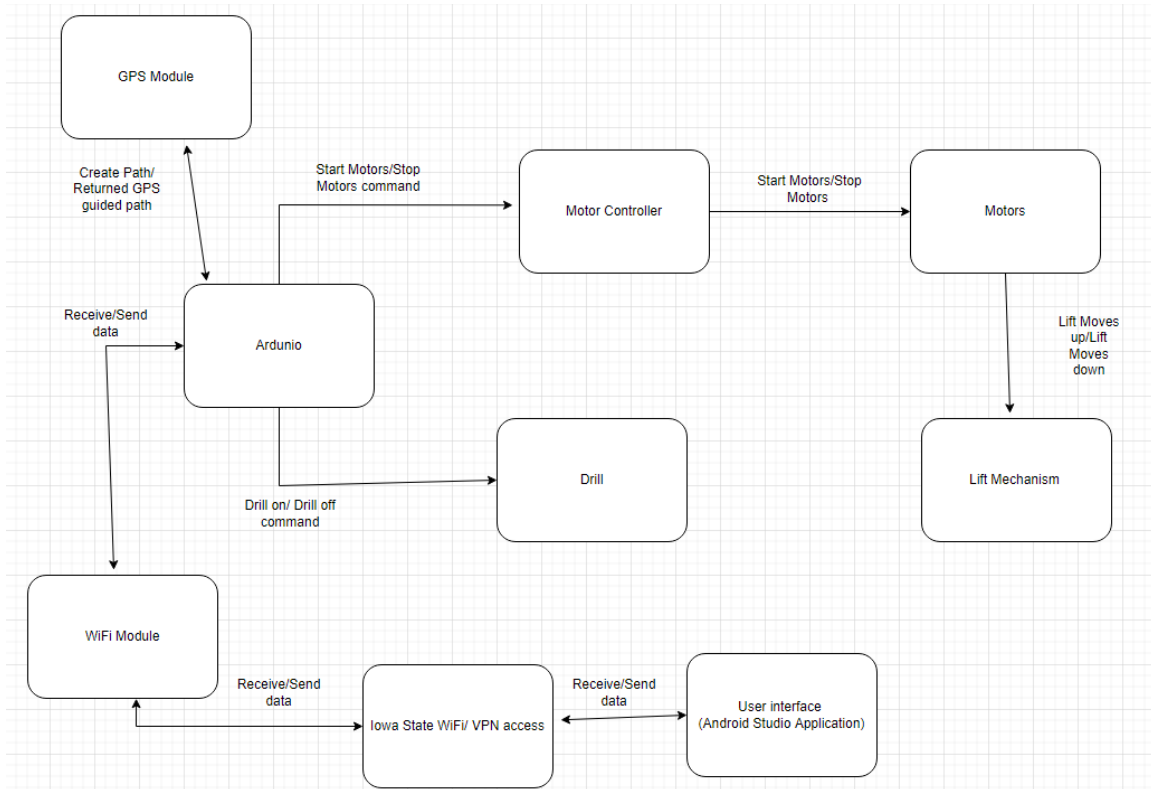 GPS Module
Create Path/
Returned GPS
guided path
Start Motors/Stop
Motors command
Motor Controller
Start Motors/Stop
Motors
Motors
Receive/Send
data
Ardunio
Lift Moves
up/Lift
Moves
down
Drill on/ Drill off
command
Drill
Lift Mechanism
WiFi Module
Receive/Send
data
Iowa State WiFi/ VPN access
Receive/Send
data
User interface
(Android Studio Application)